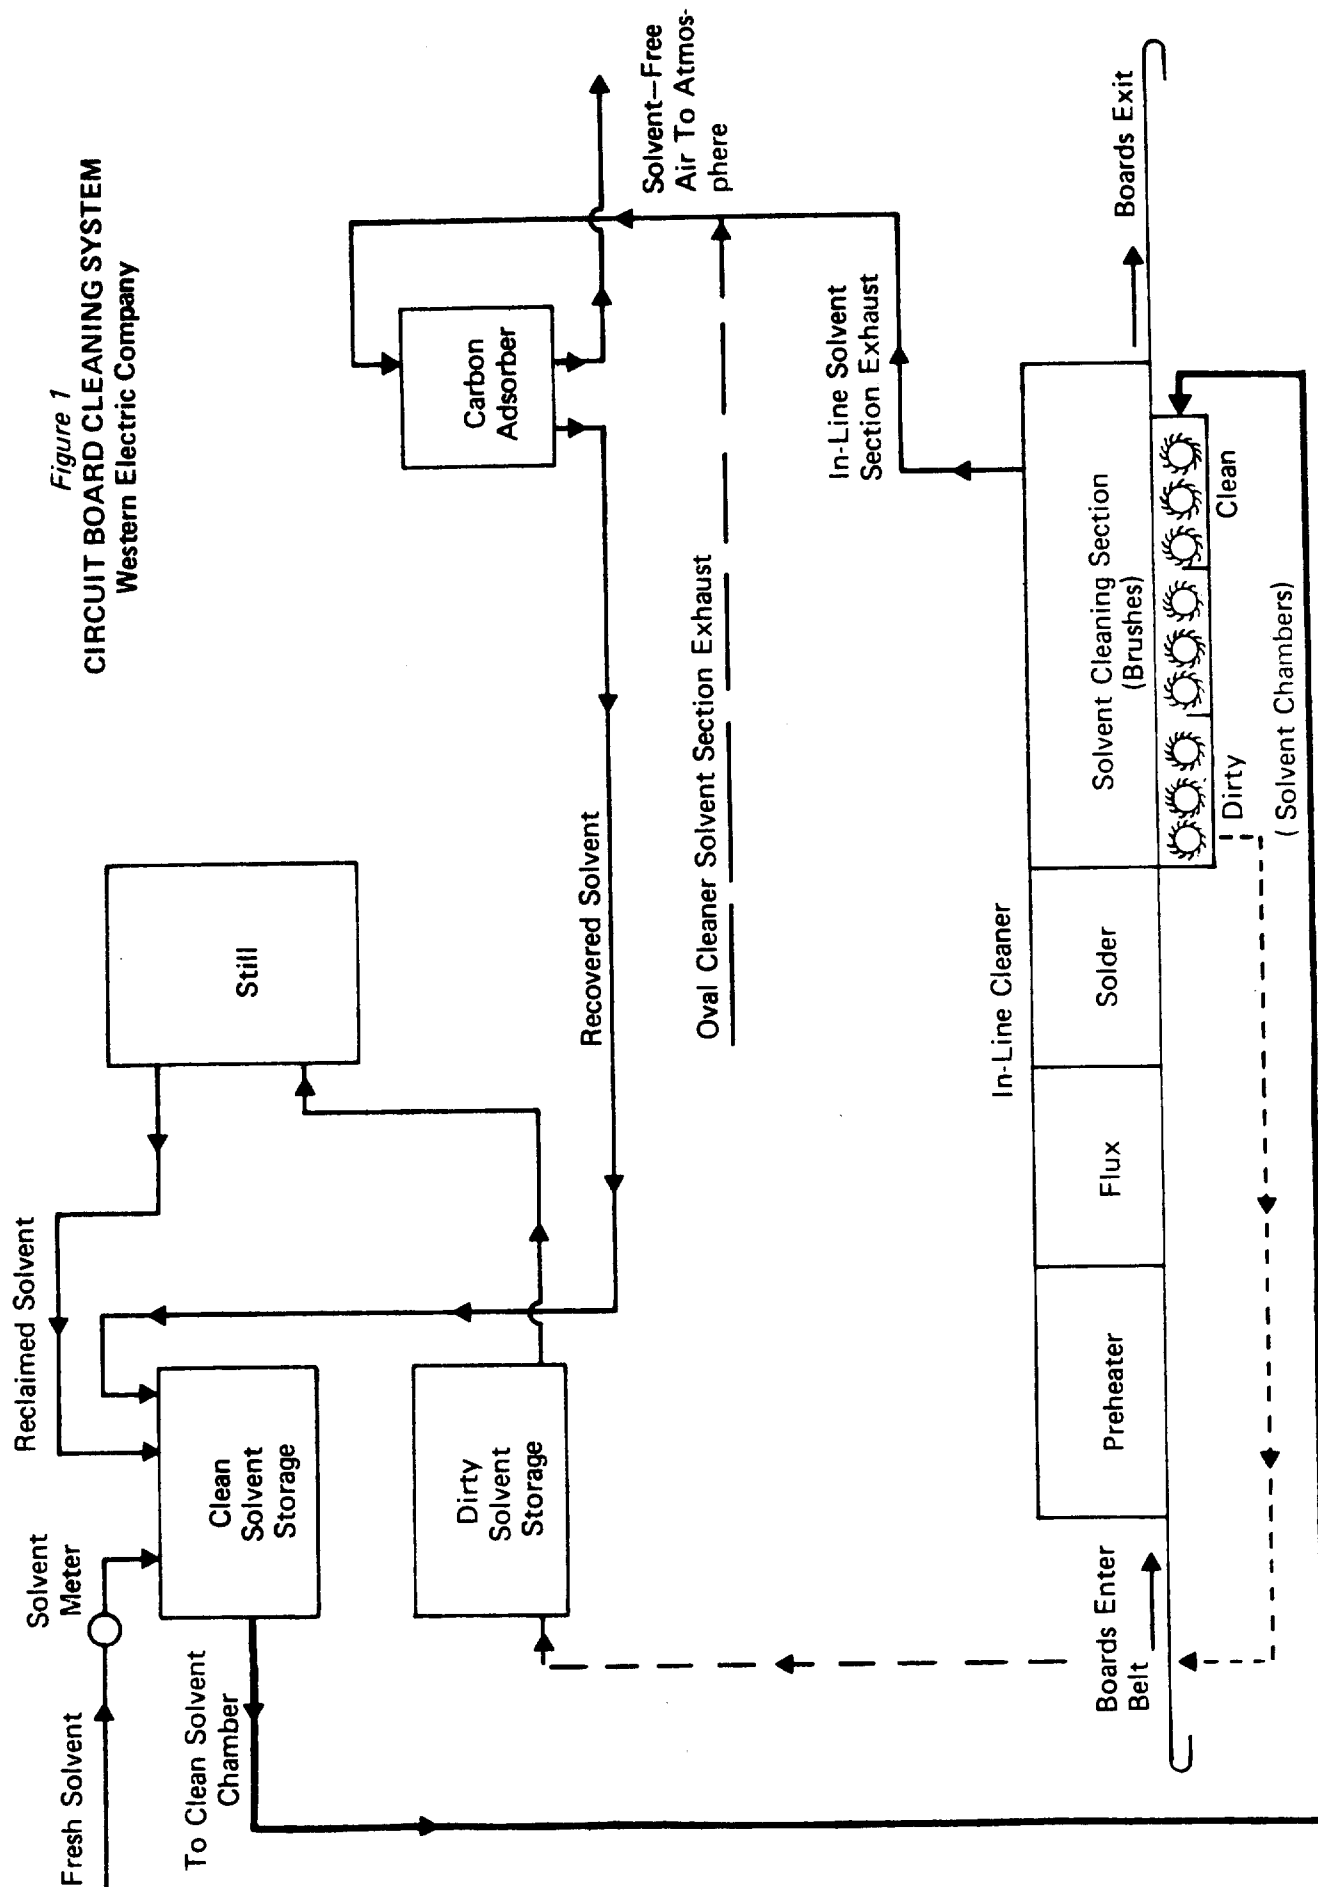 Figure 1
CIRCUIT BOARD CLEANING SYSTEM
Western Electric Company
Fresh Solvent
Solvent
Meter
Reclaimed Solvent
To Clean Solvent
Chamber
Clean
Solvent
Storage
Still
Dirty
Solvent
Storage
Recovered Solvent
Carbon
Adsorber
Solvent—Free
Air To Atmos-
phere
Oval Cleaner Solvent Section Exhaust
In-Line Solvent
Section Exhaust
In-Line Cleaner
Boards Enter
Belt
Preheater
Flux
Solder
Solvent Cleaning Section
(Brushes)
Boards Exit
Dirty
Clean
(Solvent Chambers)